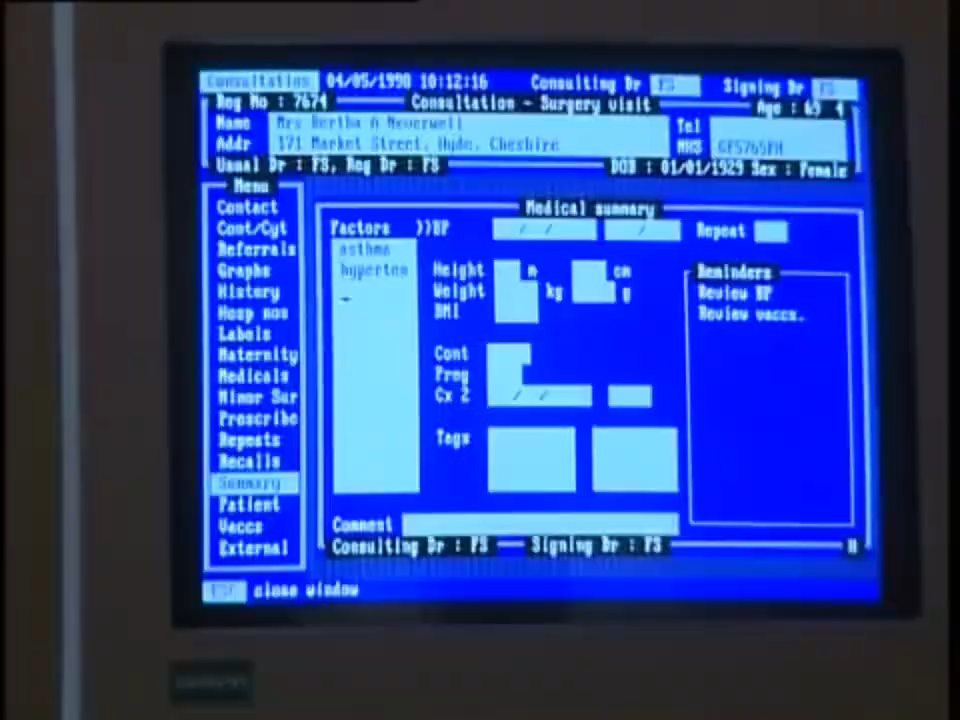 Consultation 04/05/1998 10:12:16 Consulting Dr FS Signing Dr FS
Reg No : 7674 Consultation - Surgery visit Age : 69 4
Name Mrs Bertha A Neverwell Tel
Addr 171 Market Street, Hyde, Cheshire NHS
Usual Dr : FS, Reg Dr : FS DOB : 01/01/1929 Sex : Female
Menu
Contact
Cont/Cyt
Referrals
Graphs
History
Hosp nos
Labels
Maternity
Medicals
Minor Sur
Prescribe
Repeats
Recalls
Summary
Patient
Vaccs
External
Medical summary
Factors ))BP / / / Repeat
asthma
hyperten
Height m cm
Weight kg g
BMI
Cont
Prog
Cx 2 / /
Tags
Reminders
Review BP
Review vaccs.
Comment
Consulting Dr : FS Signing Dr : FS
ESC close window